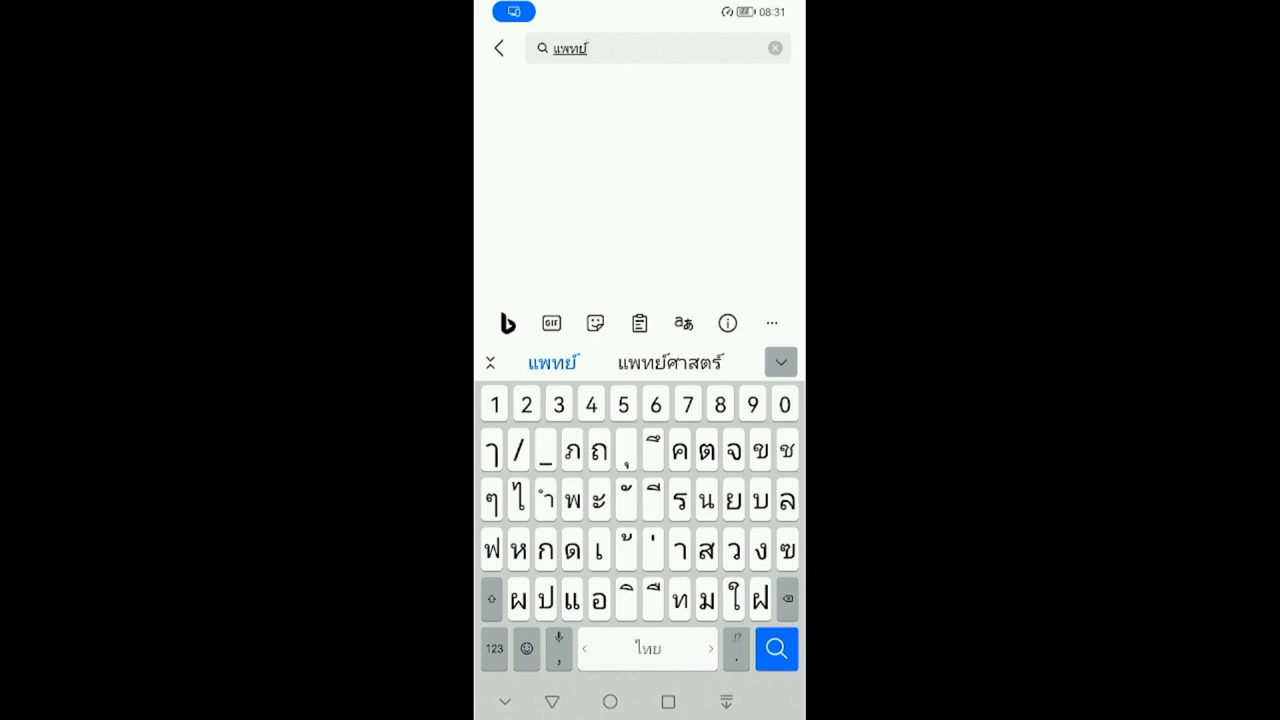 08:31
แพทย์
GIF
aあ
แพทย์ แพทย์ศาสตร์
1 2 3 4 5 6 7 8 9 0
ๅ / _ ภ ถ ุ ึ ค ต จ ข ช
ๆ ไ ำ พ ะ ั ี ร น ย บ ล
ฟ ห ก ด เ ้ ่ า ส ว ง ฃ
ผ ป แ อ ิ ื ท ม ใ ฝ
123 , ไทย .!?